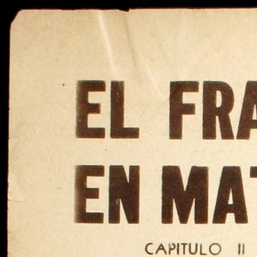 EL FRA
EN MAT
CAPITULO II